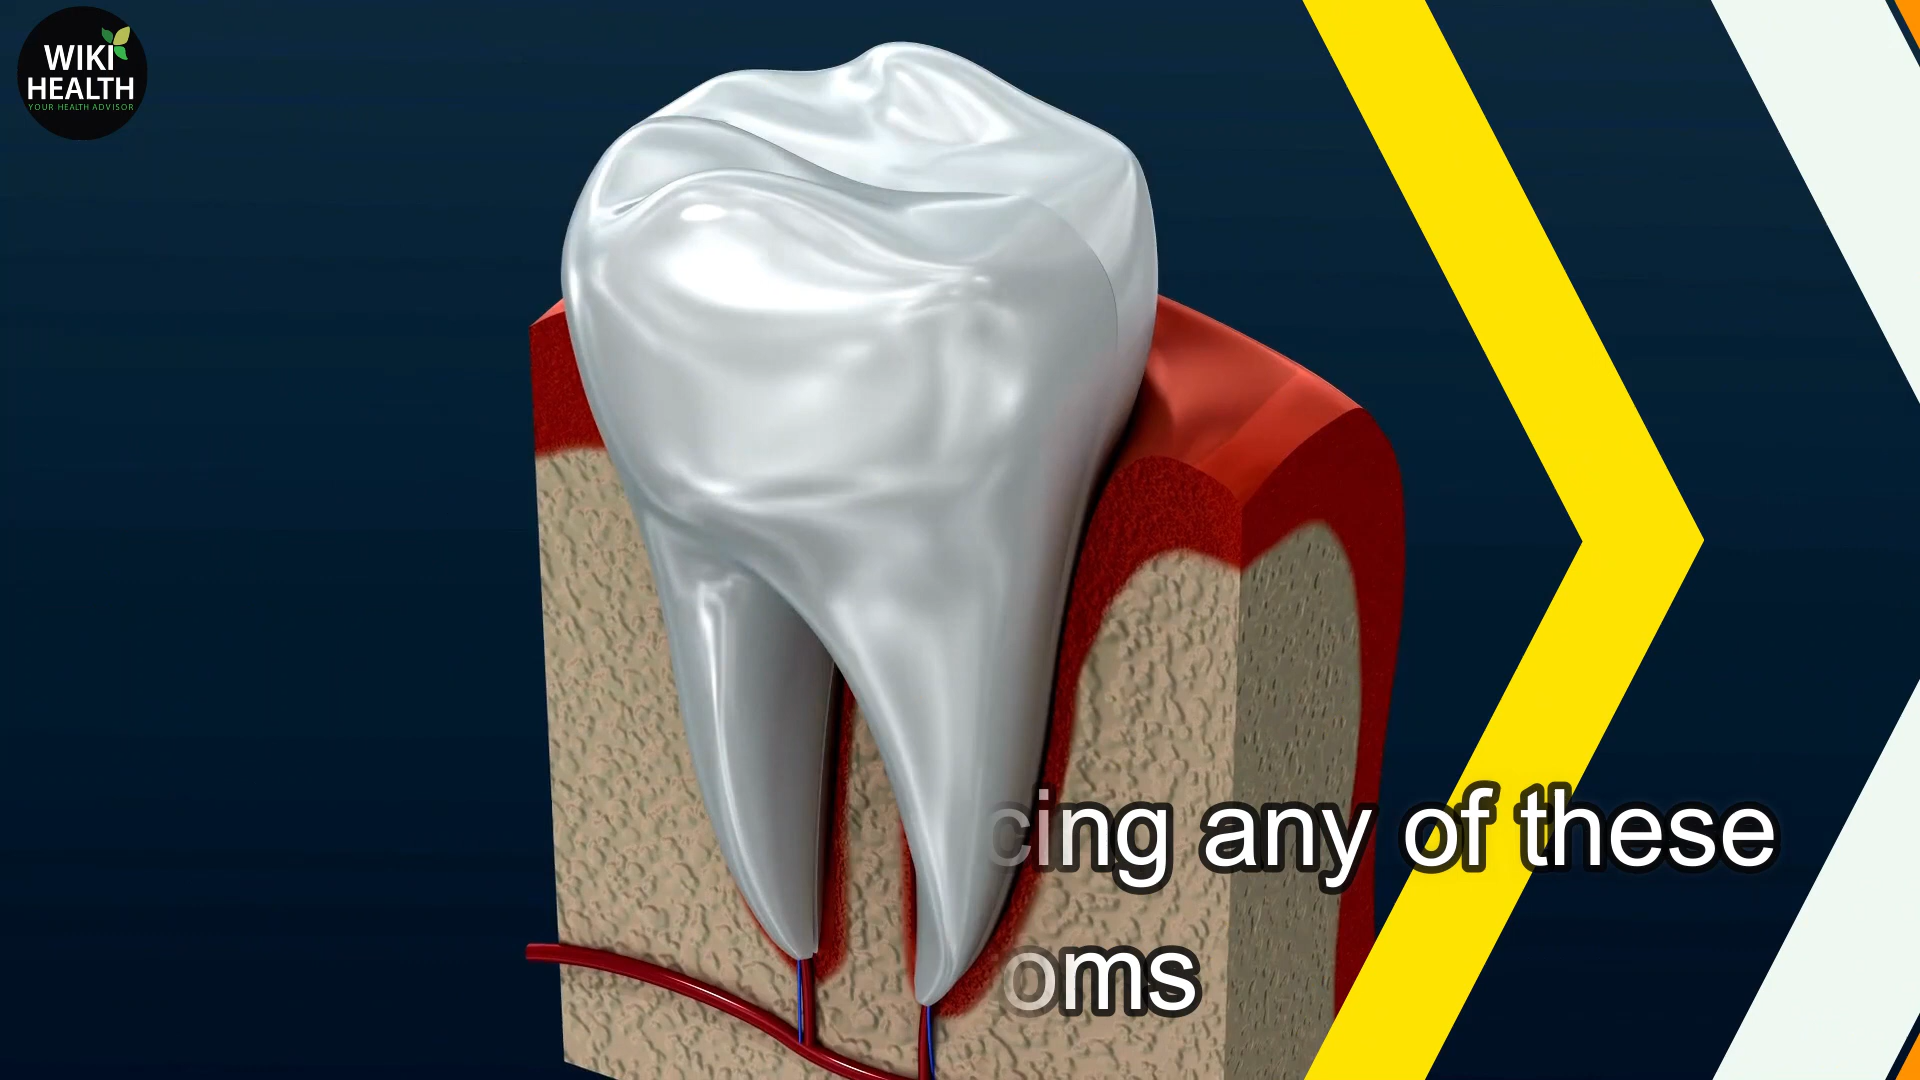 WIKI
HEALTH
YOUR HEALTH ADVISOR
cing any of these
oms